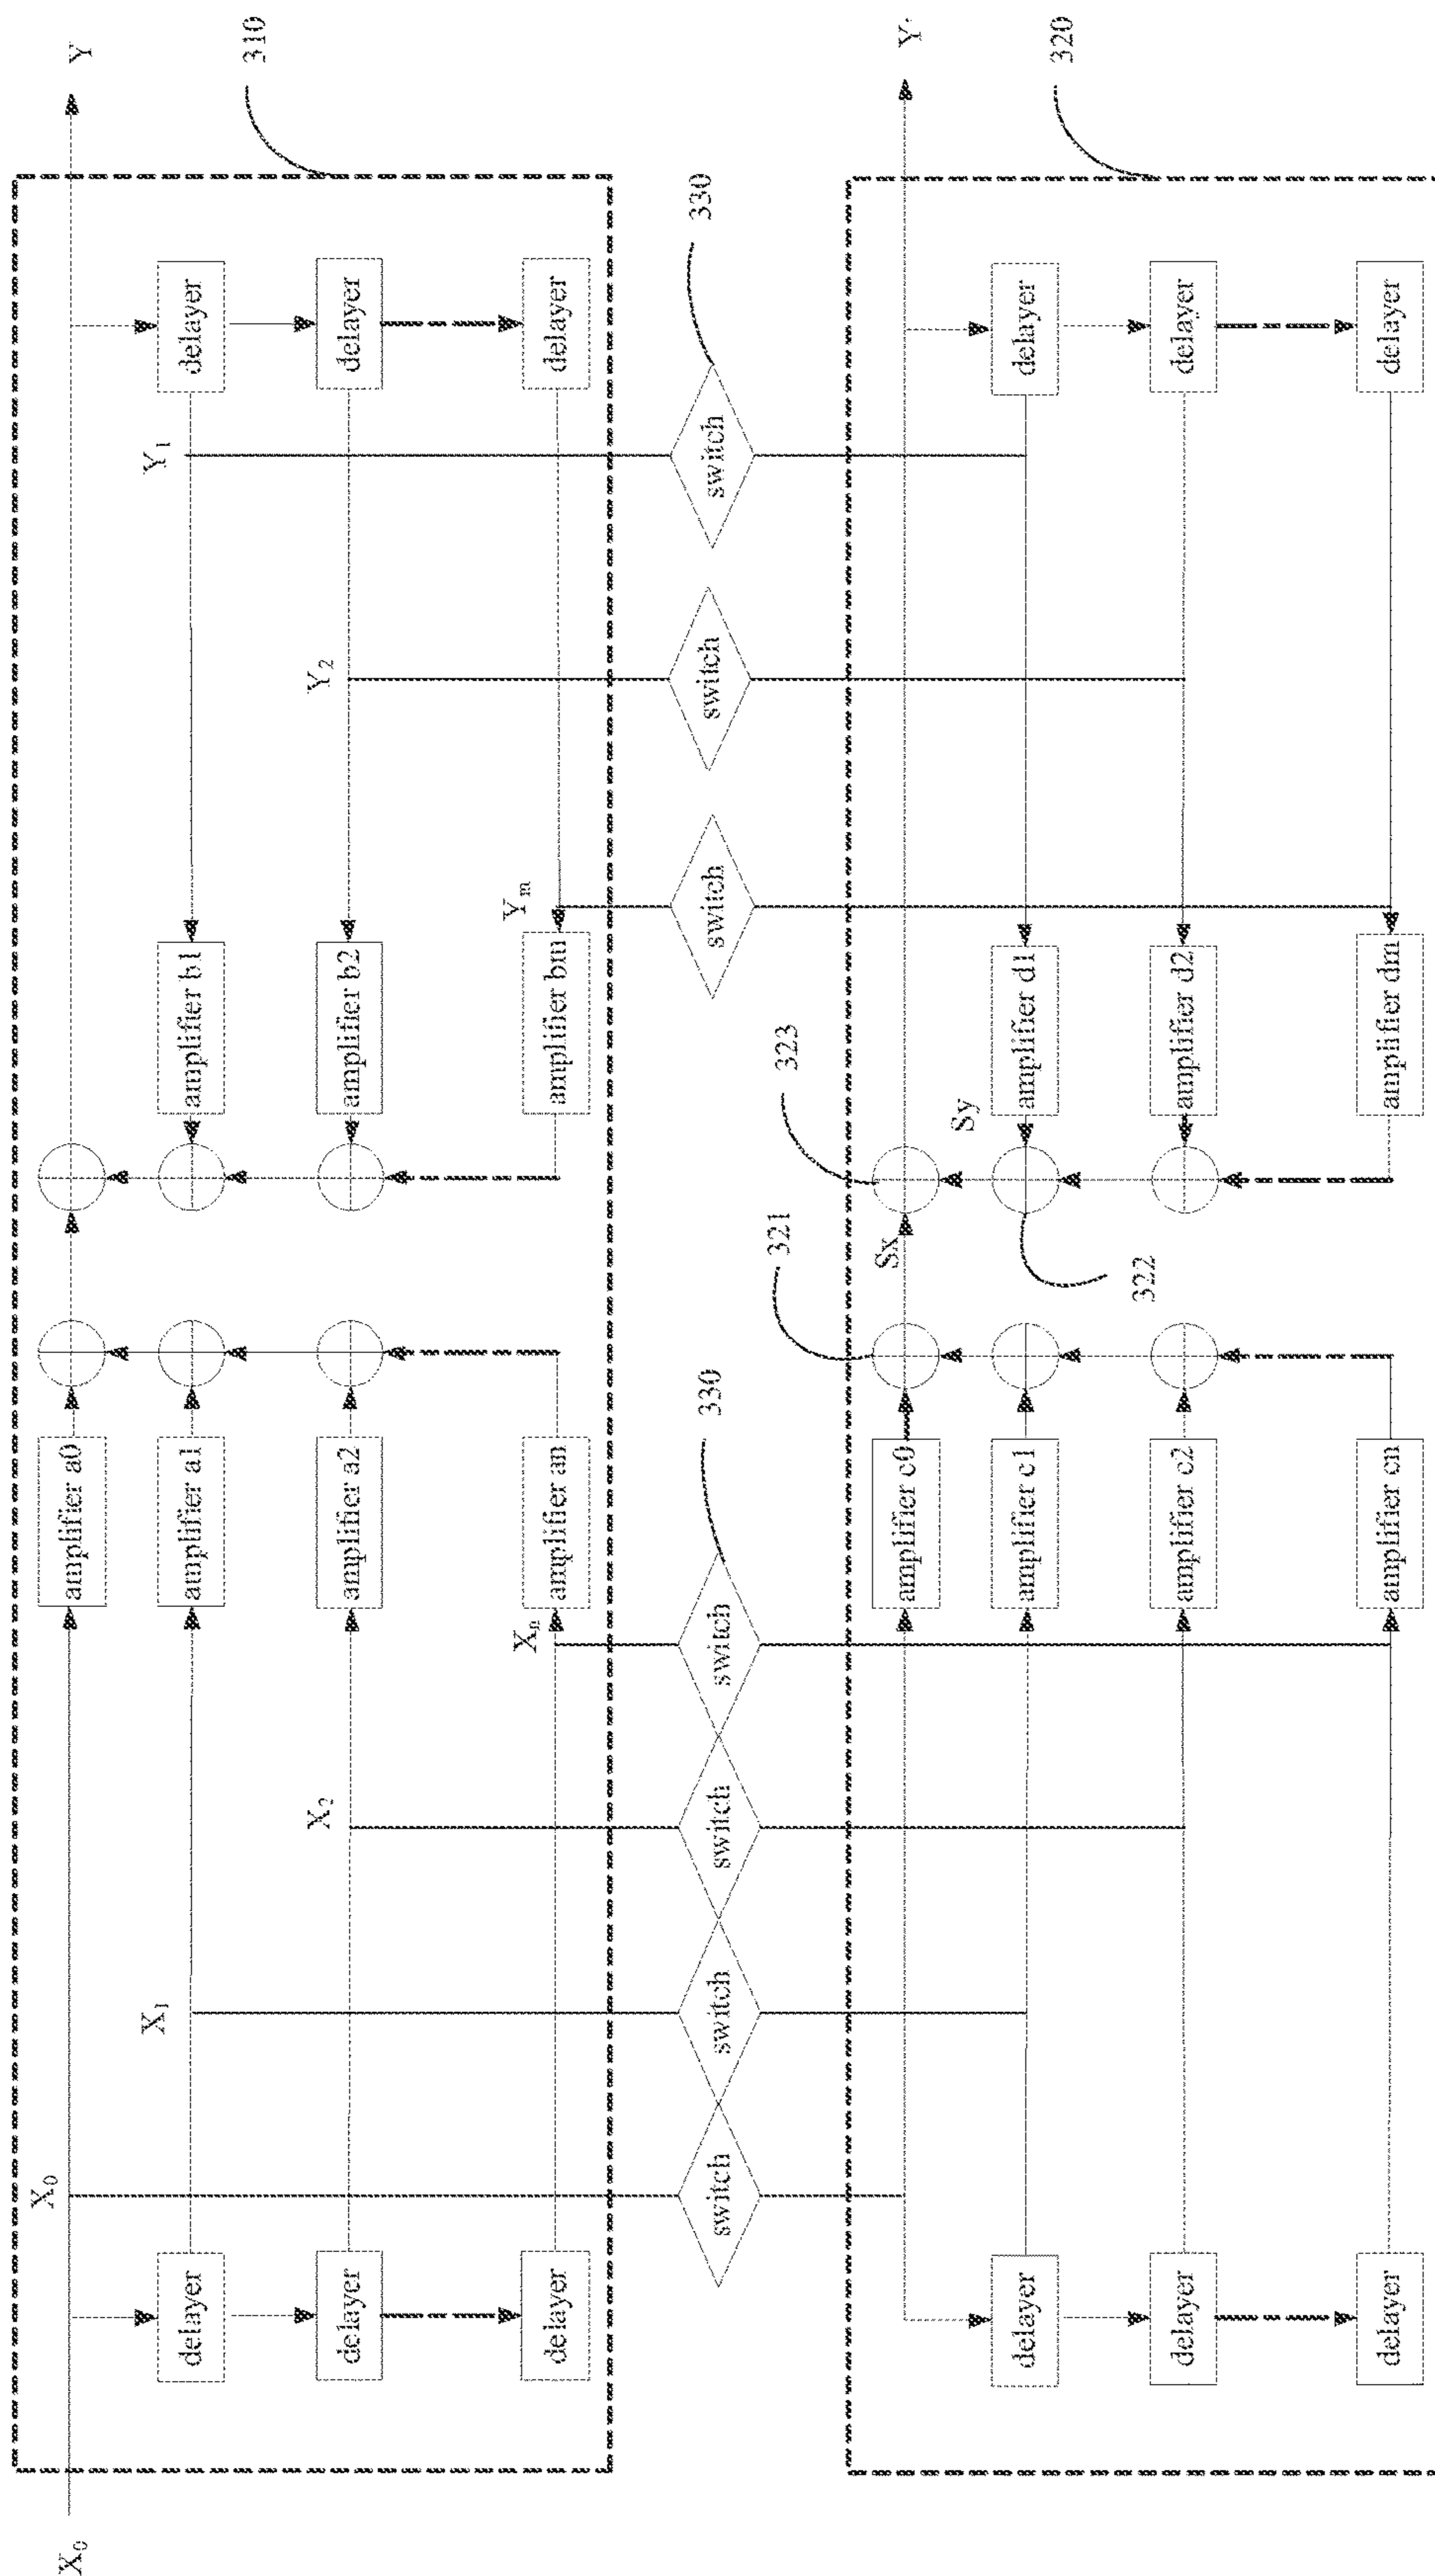 X0
X0
X1
X2
Xn
Y1
Y2
Ym
Y
310
delayer
delayer
delayer
amplifier a0
amplifier a1
amplifier a2
amplifier an
amplifier b1
amplifier b2
amplifier bm
delayer
delayer
delayer
switch
switch
switch
switch
330
switch
switch
switch
330
321
323
Sx
Sy
322
Y'
320
delayer
delayer
delayer
amplifier c0
amplifier c1
amplifier c2
amplifier cn
amplifier d1
amplifier d2
amplifier dm
delayer
delayer
delayer